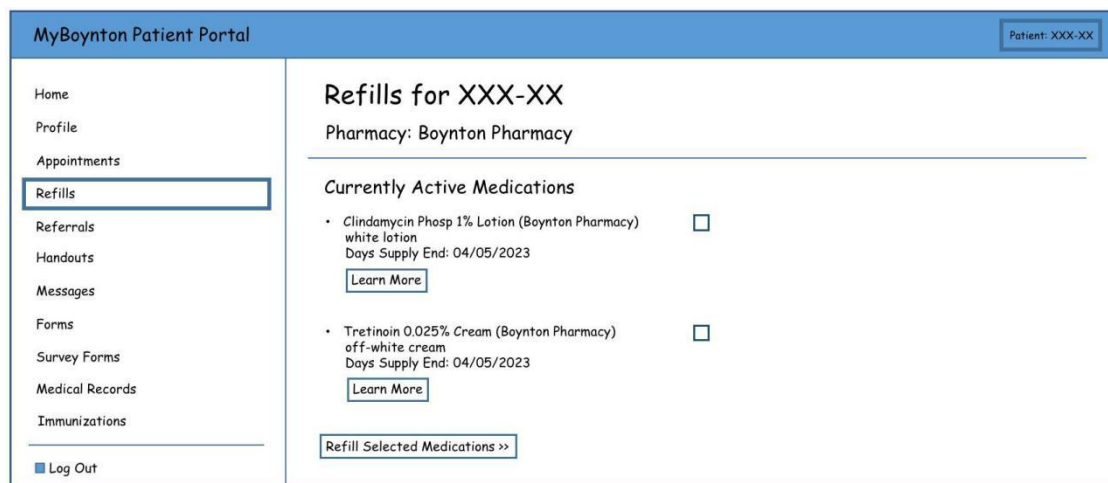 MyBoynton Patient Portal
Patient: XXX-XX
Home
Profile
Appointments
Refills
Referrals
Handouts
Messages
Forms
Survey Forms
Medical Records
Immunizations
Log Out
Refills for XXX-XX
Pharmacy: Boynton Pharmacy
Currently Active Medications
• Clindamycin Phosp 1% Lotion (Boynton Pharmacy)
white lotion
Days Supply End: 04/05/2023
Learn More
• Tretinoin 0.025% Cream (Boynton Pharmacy)
off-white cream
Days Supply End: 04/05/2023
Learn More
Refill Selected Medications >>